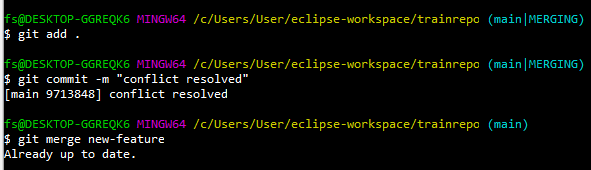 fs@DESKTOP-GGREQK6 MINGW64 /c/Users/User/eclipse-workspace/trainrepo (main|MERGING)
$ git add .
fs@DESKTOP-GGREQK6 MINGW64 /c/Users/User/eclipse-workspace/trainrepo (main|MERGING)
$ git commit -m "conflict resolved"
[main 9713848] conflict resolved
fs@DESKTOP-GGREQK6 MINGW64 /c/Users/User/eclipse-workspace/trainrepo (main)
$ git merge new-feature
Already up to date.